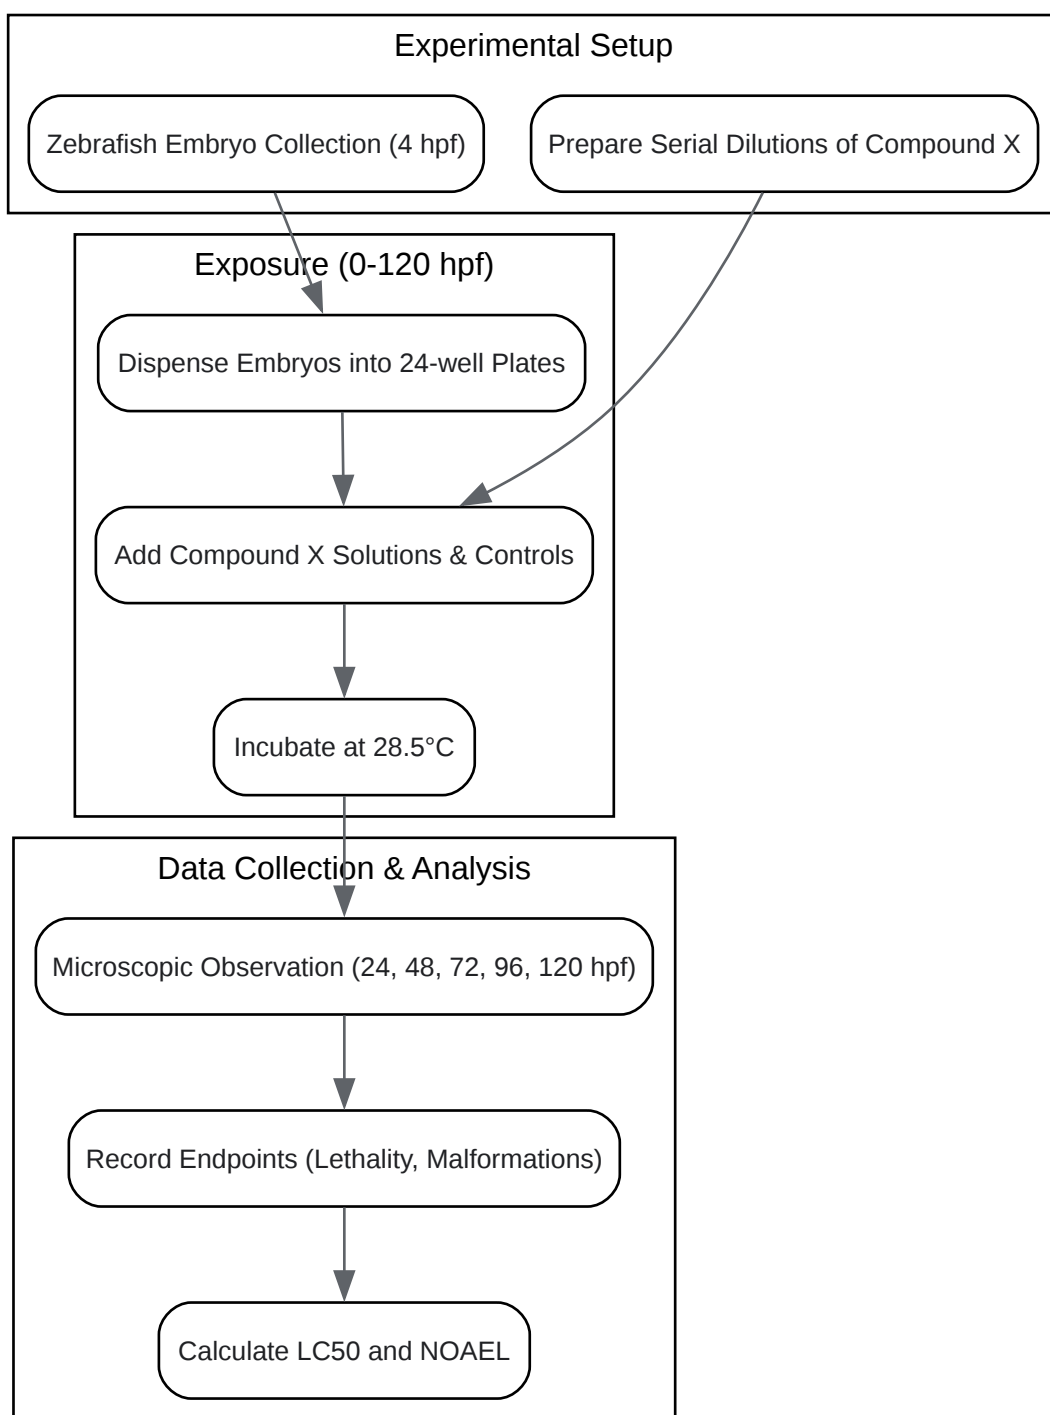 Experimental Setup
Zebrafish Embryo Collection (4 hpf)
Prepare Serial Dilutions of Compound X
Exposure (0-120 hpf)
Dispense Embryos into 24-well Plates
Add Compound X Solutions & Controls
Incubate at 28.5°C
Data Collection & Analysis
Microscopic Observation (24, 48, 72, 96, 120 hpf)
Record Endpoints (Lethality, Malformations)
Calculate LC50 and NOAEL